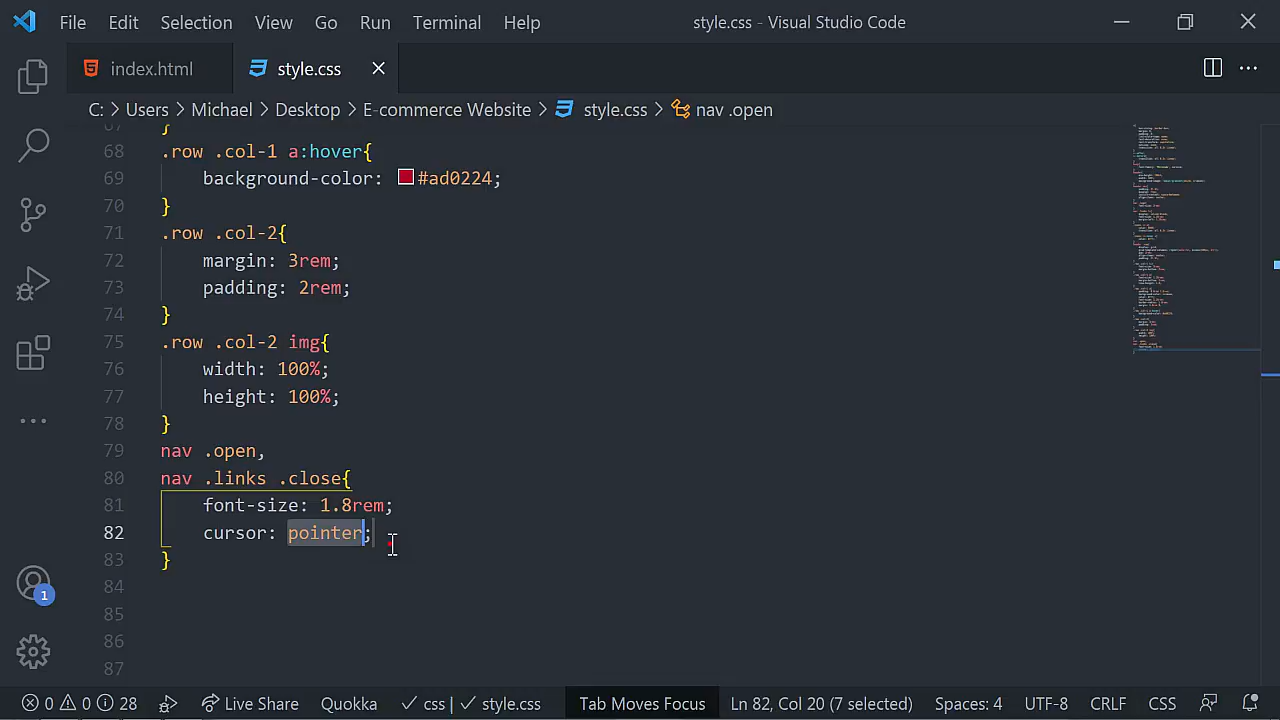 File Edit Selection View Go Run Terminal Help style.css - Visual Studio Code
index.html style.css
C: > Users > Michael > Desktop > E-commerce Website > style.css > nav .open
67 }
68 .row .col-1 a:hover{
69 background-color: #ad0224;
70 }
71 .row .col-2{
72 margin: 3rem;
73 padding: 2rem;
74 }
75 .row .col-2 img{
76 width: 100%;
77 height: 100%;
78 }
79 nav .open,
80 nav .links .close{
81 font-size: 1.8rem;
82 cursor: pointer;
83 }
84
85
86
87
1
0 0 28 Live Share Quokka css | style.css Tab Moves Focus Ln 82, Col 20 (7 selected) Spaces: 4 UTF-8 CRLF CSS